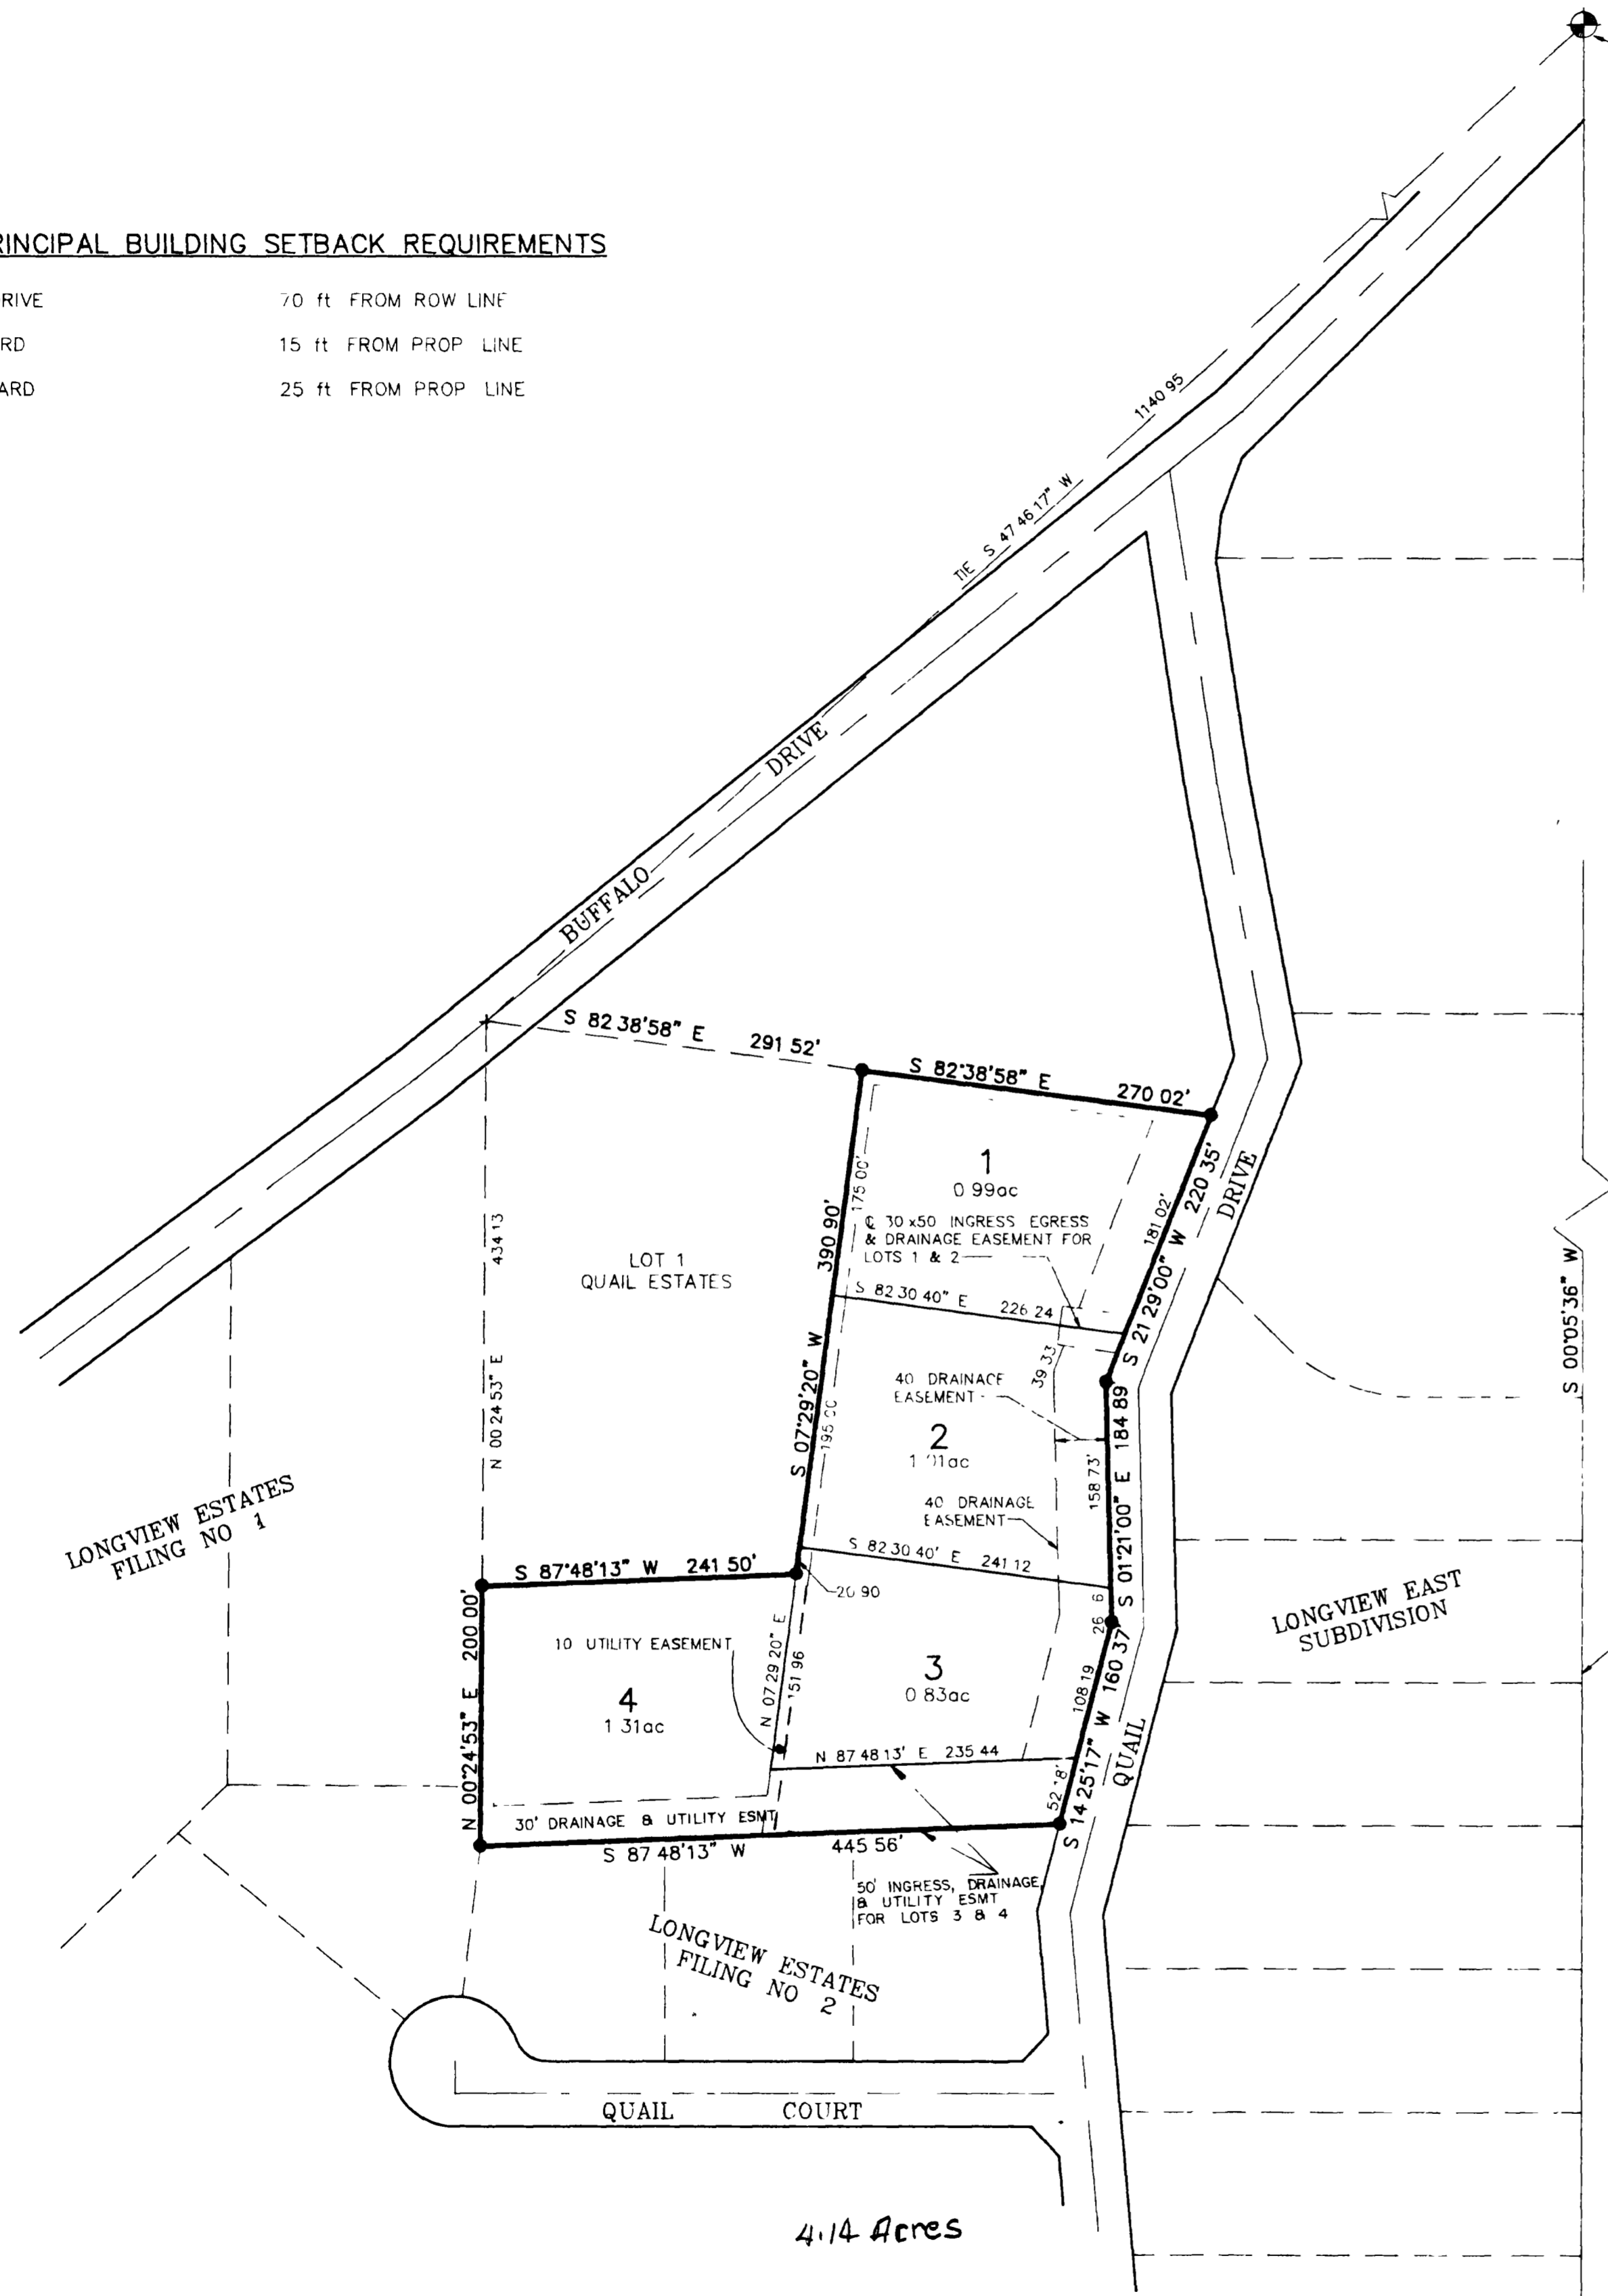 RINCIPAL BUILDING SETBACK REQUIREMENTS
RIVE 70 ft FROM ROW LINE
RD 15 ft FROM PROP LINE
ARD 25 ft FROM PROP LINE
1140 95
TIE S 47 46 17" W
BUFFALO DRIVE
S 82 38'58" E 291 52'
S 82°38'58" E 270 02'
1
0 99ac
175 00'
390 90'
℄ 30 x50 INGRESS EGRESS
& DRAINAGE EASEMENT FOR
LOTS 1 & 2
181 02'
S 21 29'00" W 220 35'
DRIVE
434 13
N 00 24 53" E
LOT 1
QUAIL ESTATES
S 82 30 40" E 226 24
S 07°29'20" W
39 33
40 DRAINAGE
EASEMENT
2
ac
158 73'
S 01°21'00" E 184 89
S 00°05'36" W
LONGVIEW ESTATES
FILING NO 1
40 DRAINAGE
EASEMENT
S 82 30 40' E 241 12
S 87°48'13" W 241 50'
20 90
N 00°24'53" E 200 00'
10 UTILITY EASEMENT
N 07 29 20" E
151 96
4
1 31ac
3
0 83ac
26 6
108 19
S 14 25'17" W 160 37'
QUAIL
LONGVIEW EAST
SUBDIVISION
N 87 48 13' E 235 44
30' DRAINAGE & UTILITY ESMT
S 87 48'13" W 445 56'
50' INGRESS, DRAINAGE,
& UTILITY ESMT
FOR LOTS 3 & 4
LONGVIEW ESTATES
FILING NO 2
QUAIL COURT
4.14 Acres